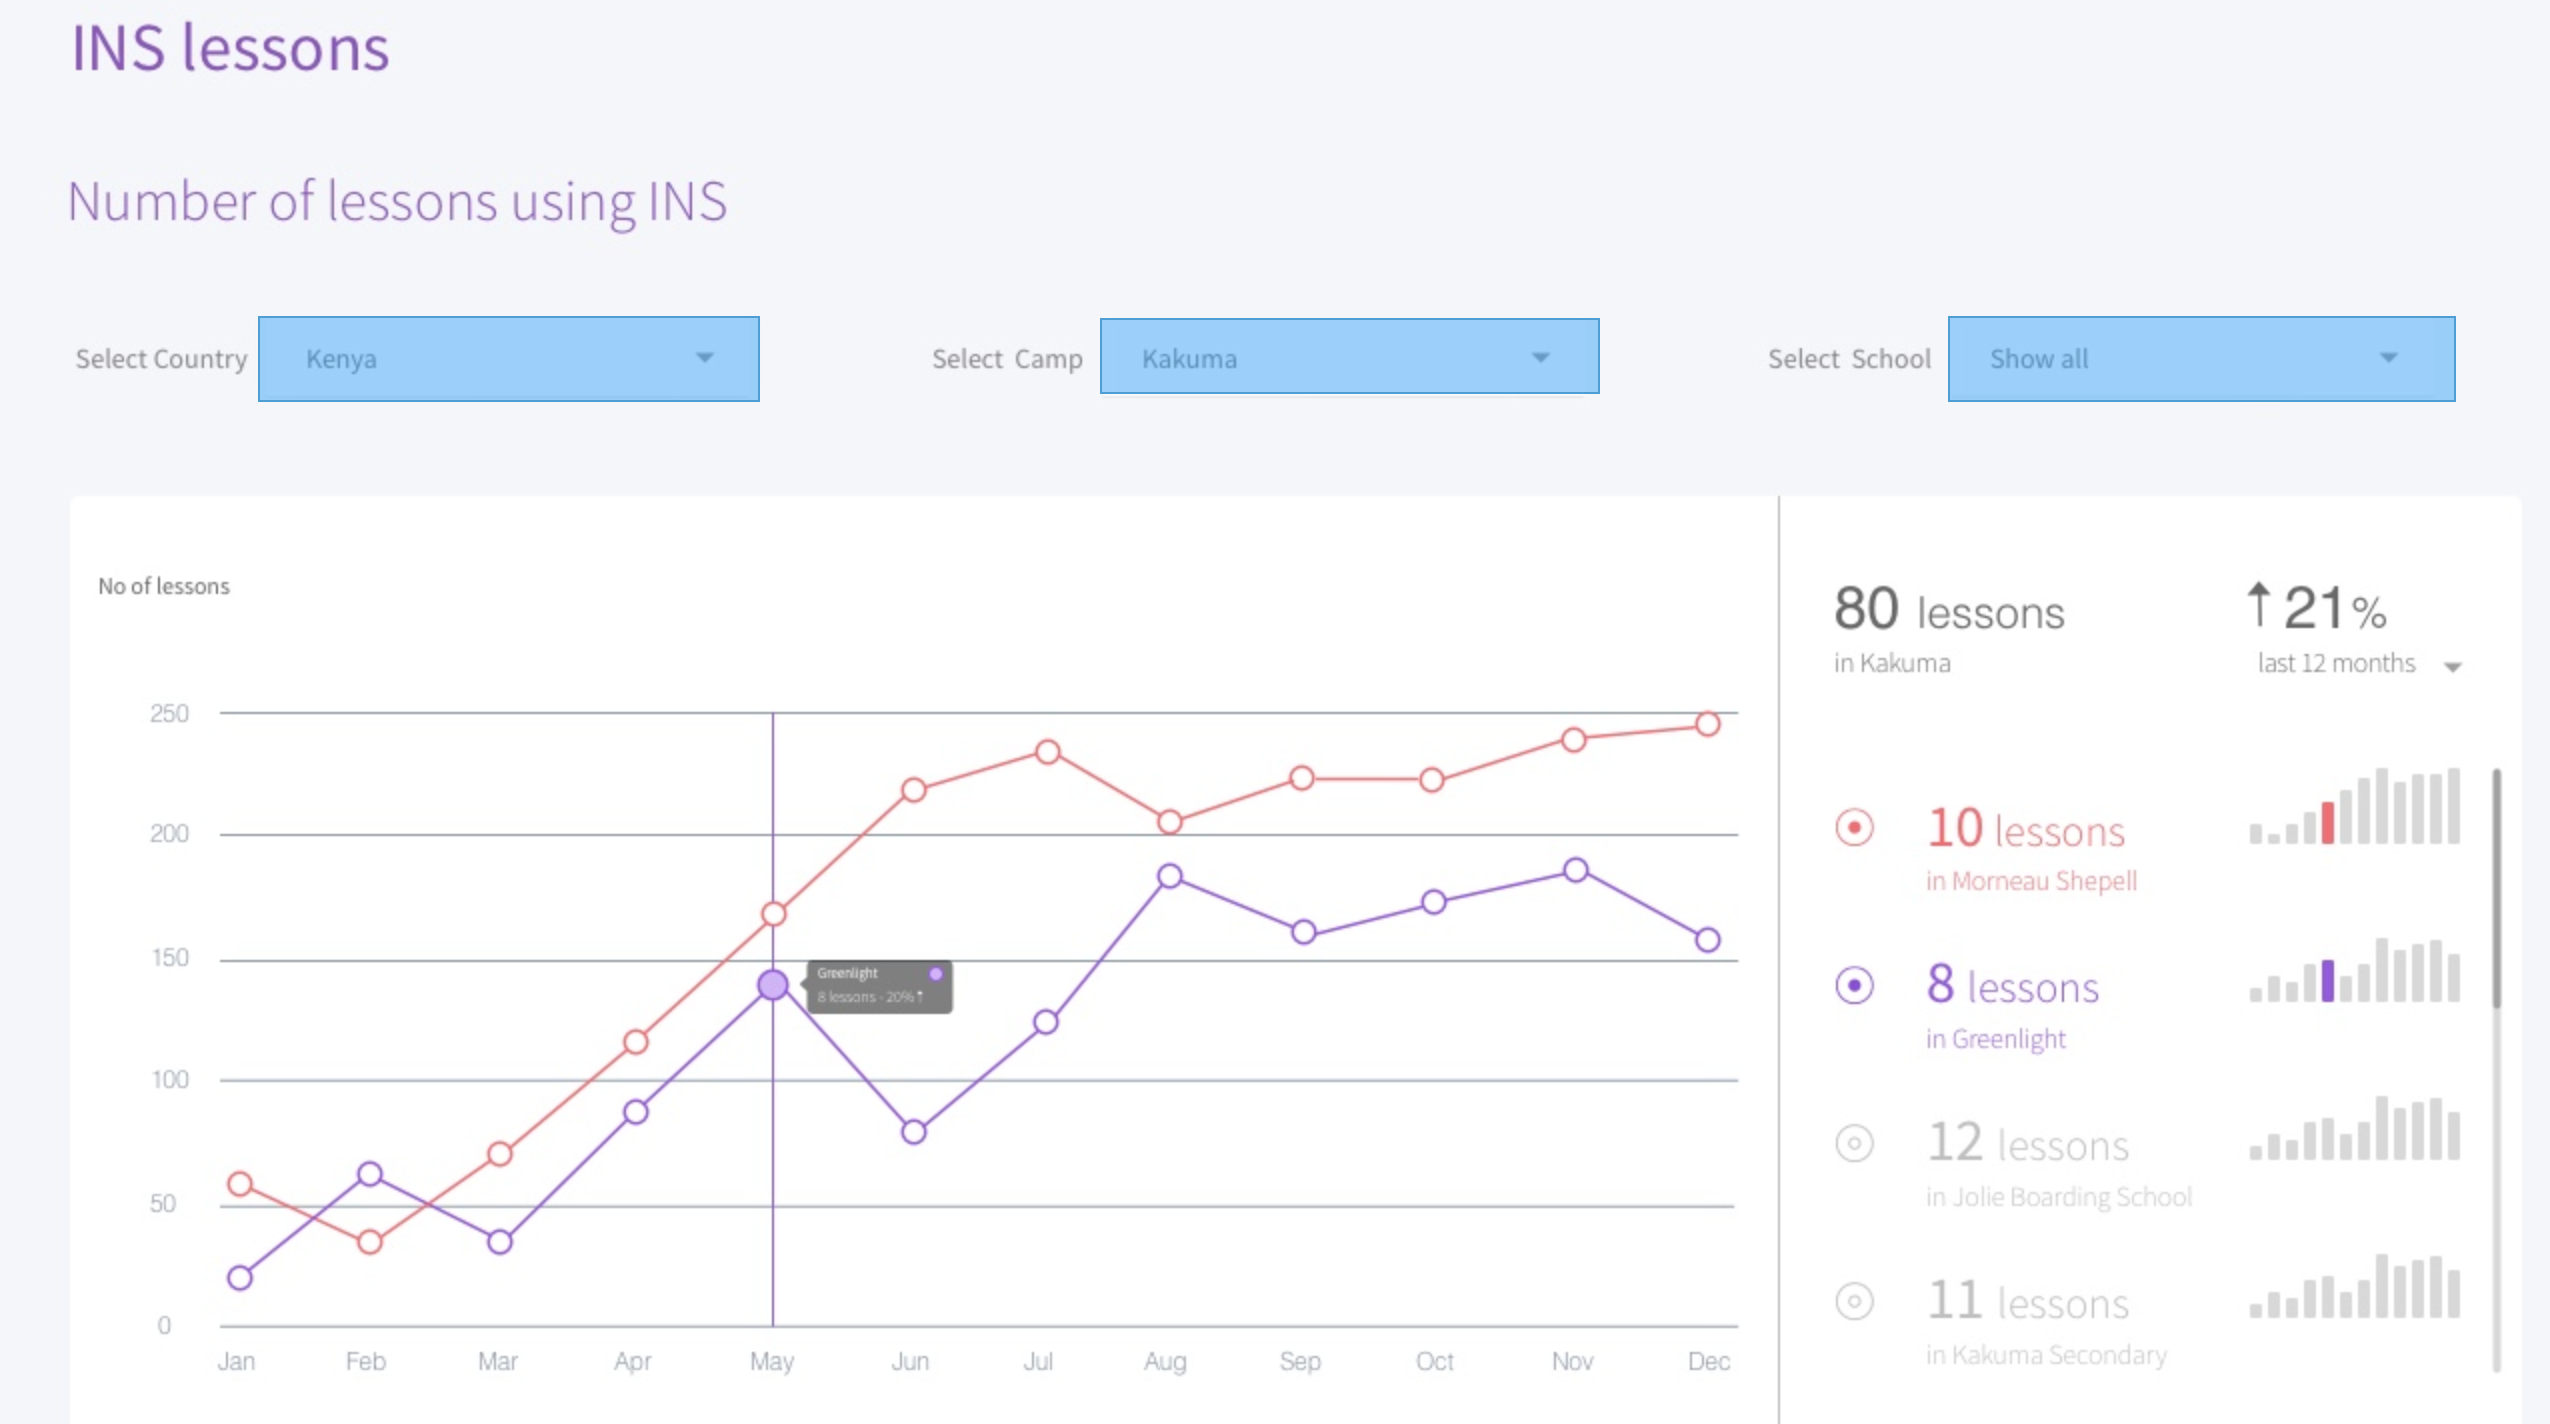 INS lessons
Number of lessons using INS
Select Country Kenya
Select Camp Kakuma
Select School Show all
No of lessons
250
200
150
100
50
0
Jan Feb Mar Apr May Jun Jul Aug Sep Oct Nov Dec
Greenlight
8 lessons - 20% ↑
80 lessons
in Kakuma
↑ 21%
last 12 months
10 lessons
in Morneau Shepell
8 lessons
in Greenlight
12 lessons
in Jolie Boarding School
11 lessons
in Kakuma Secondary